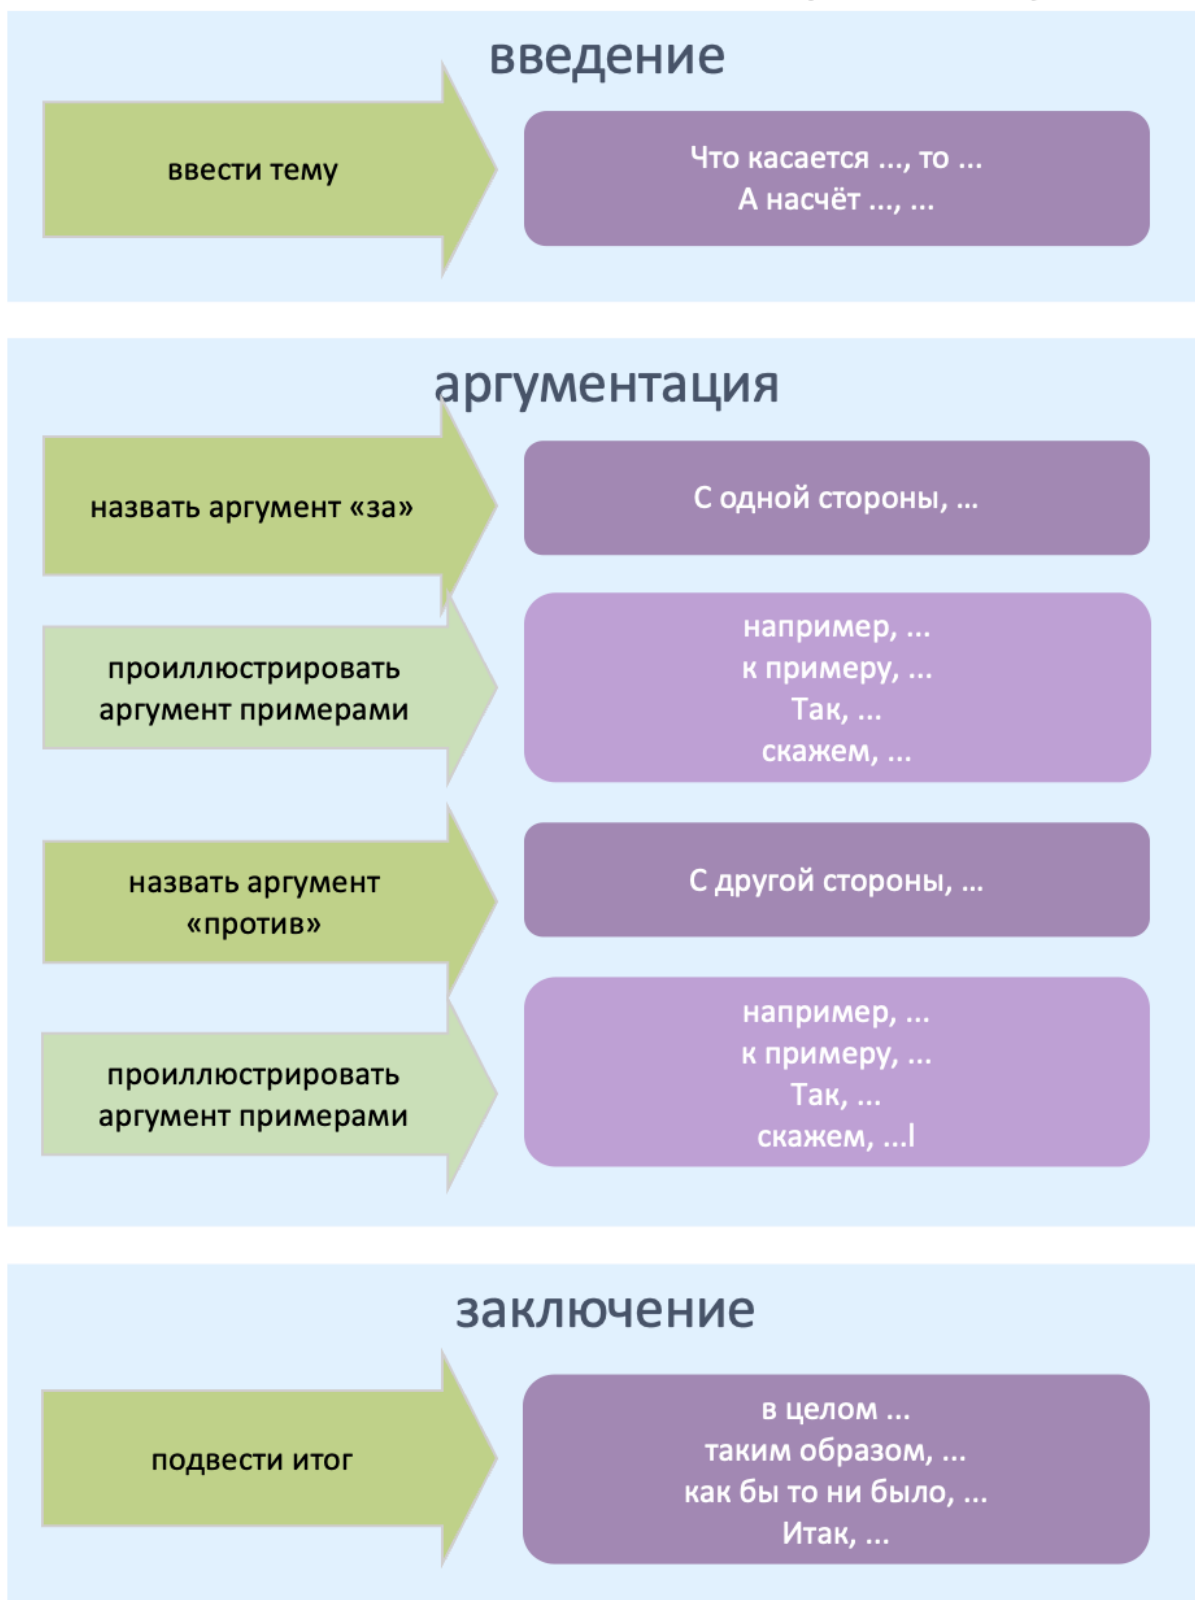 введение
ввести тему
Что касается ..., то ...
А насчёт ..., ...
аргументация
назвать аргумент «за»
С одной стороны, ...
проиллюстрировать
аргумент примерами
например, ...
к примеру, ...
Так, ...
скажем, ...
назвать аргумент
«против»
С другой стороны, ...
проиллюстрировать
аргумент примерами
например, ...
к примеру, ...
Так, ...
скажем, ...l
заключение
подвести итог
в целом ...
таким образом, ...
как бы то ни было, ...
Итак, ...